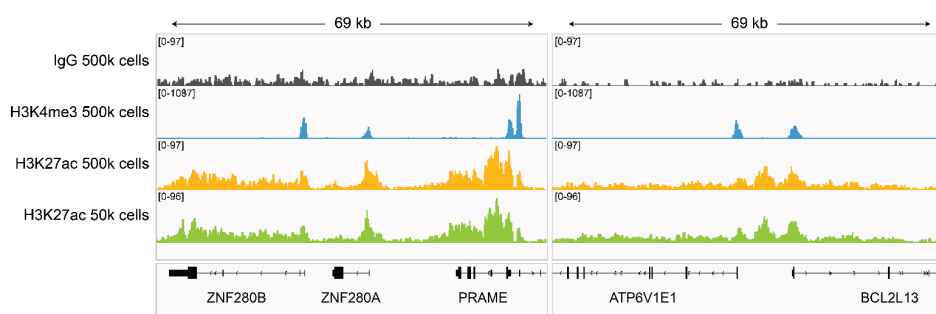 69 kb
69 kb
IgG 500k cells
[0-97]
[0-97]
H3K4me3 500k cells
[0-1087]
[0-1087]
H3K27ac 500k cells
[0-97]
[0-97]
H3K27ac 50k cells
[0-96]
[0-96]
ZNF280B
ZNF280A
PRAME
ATP6V1E1
BCL2L13